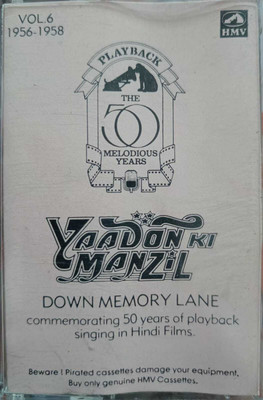 VOL.6
1956-1958
HMV
PLAYBACK
THE
50
MELODIOUS
YEARS
YAADON KI
MANZIL
DOWN MEMORY LANE
commemorating 50 years of playback
singing in Hindi Films.
Beware ! Pirated cassettes damage your equipment,
Buy only genuine HMV Cassettes.